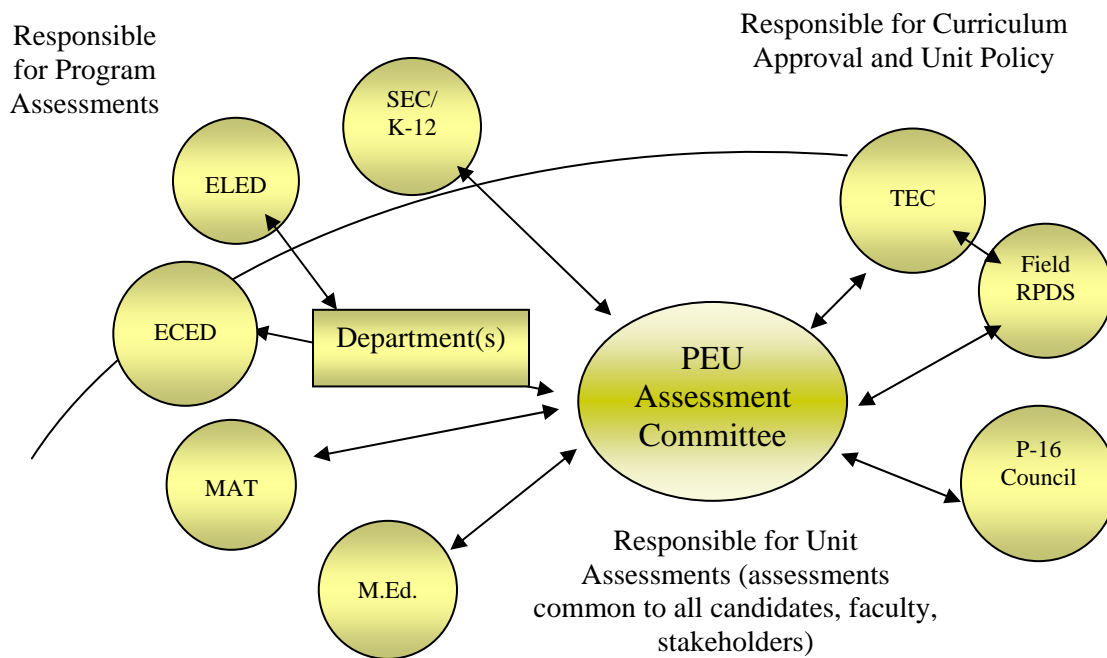 Responsible
for Program
Assessments
Responsible for Curriculum
Approval and Unit Policy
SEC/
K-12
ELED
TEC
Field
RPDS
ECED
Department(s)
PEU
Assessment
Committee
MAT
P-16
Council
M.Ed.
Responsible for Unit
Assessments (assessments
common to all candidates, faculty,
stakeholders)